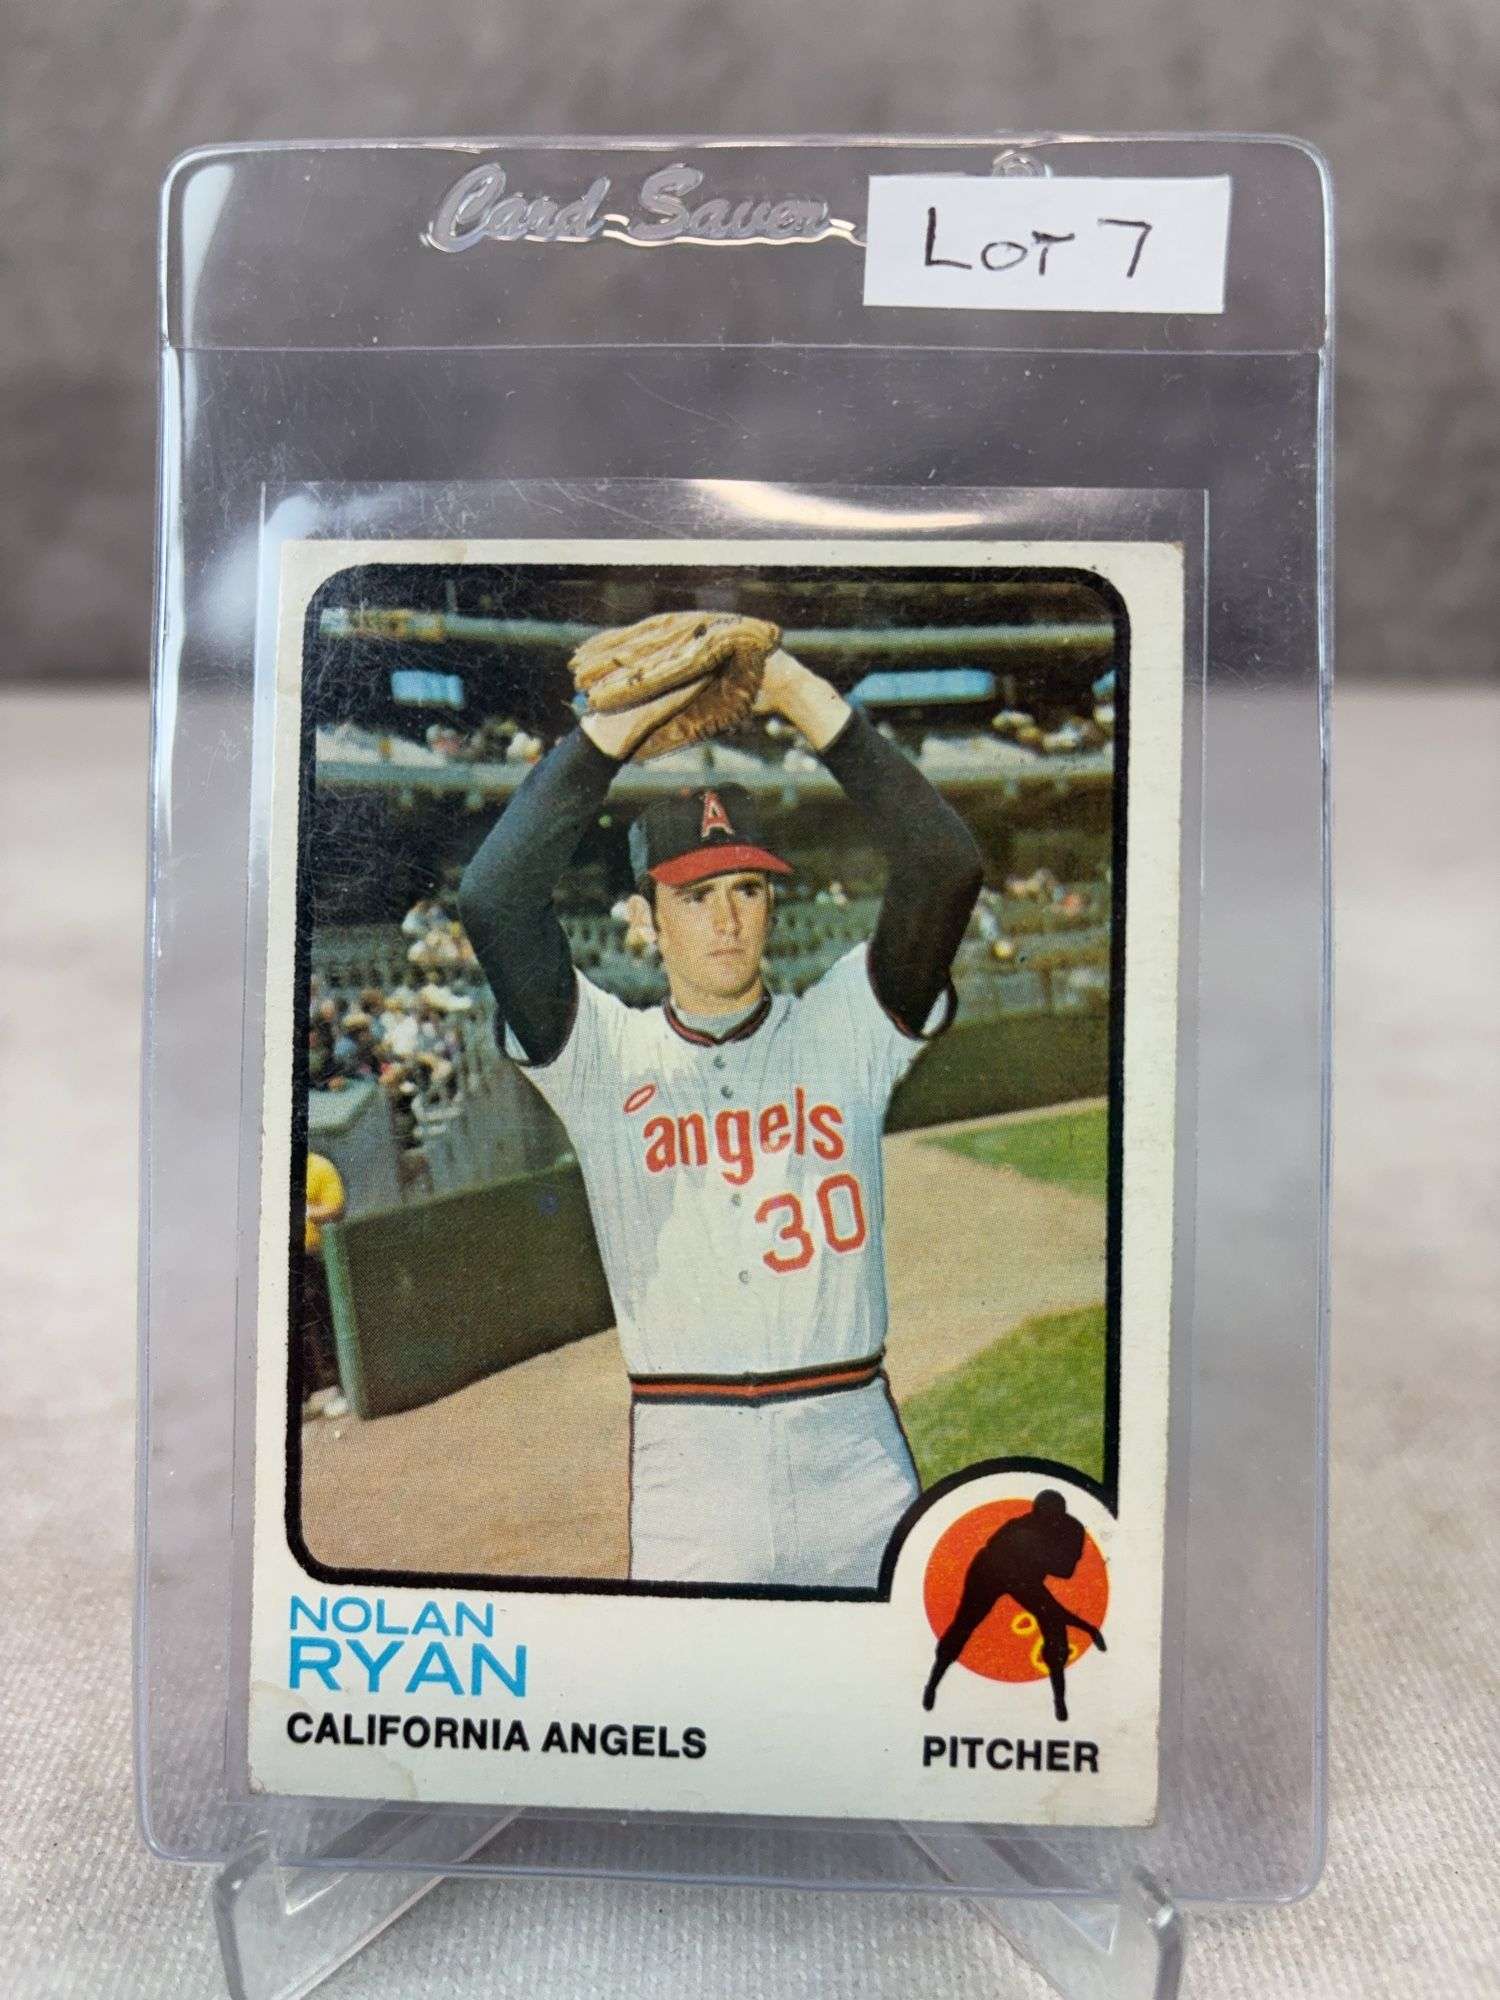 Card Saver
LOT 7
A
angels
30
NOLAN
RYAN
CALIFORNIA ANGELS
PITCHER